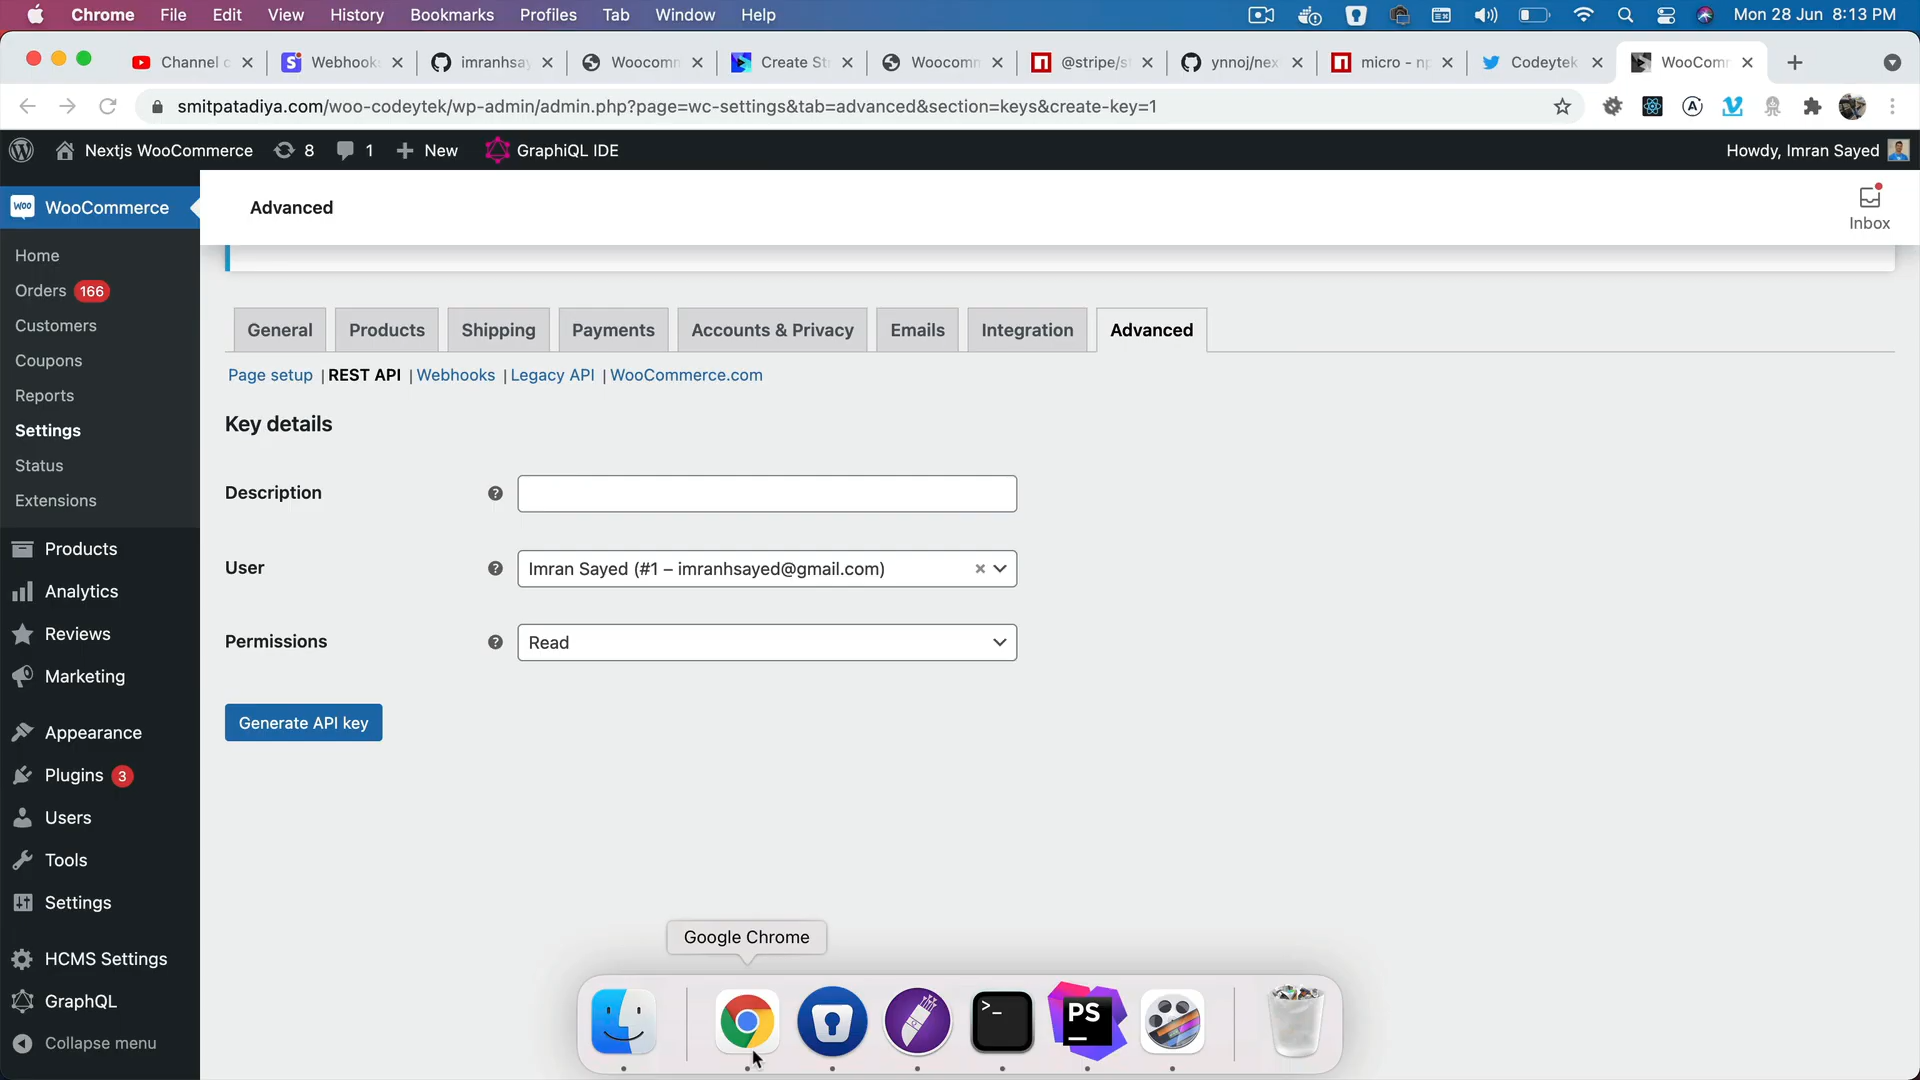 Chrome File Edit View History Bookmarks Profiles Tab Window Help Mon 28 Jun 8:13 PM
Channel Webhook imranhsay Woocomm Create St Woocomm @stripe/s ynnoj/nex micro - np Codeytek WooComm
smitpatadiya.com/woo-codeytek/wp-admin/admin.php?page=wc-settings&tab=advanced&section=keys&create-key=1
Nextjs WooCommerce 8 1 New GraphiQL IDE Howdy, Imran Sayed
woo WooCommerce
Advanced
Inbox
Home
Orders 166
Customers
Coupons
Reports
Settings
Status
Extensions
Products
Analytics
Reviews
Marketing
Appearance
Plugins 3
Users
Tools
Settings
HCMS Settings
GraphQL
Collapse menu
General Products Shipping Payments Accounts & Privacy Emails Integration Advanced
Page setup | REST API | Webhooks | Legacy API | WooCommerce.com
Key details
Description
User Imran Sayed (#1 – imranhsayed@gmail.com) ×
Permissions Read
Generate API key
Google Chrome
>_
PS